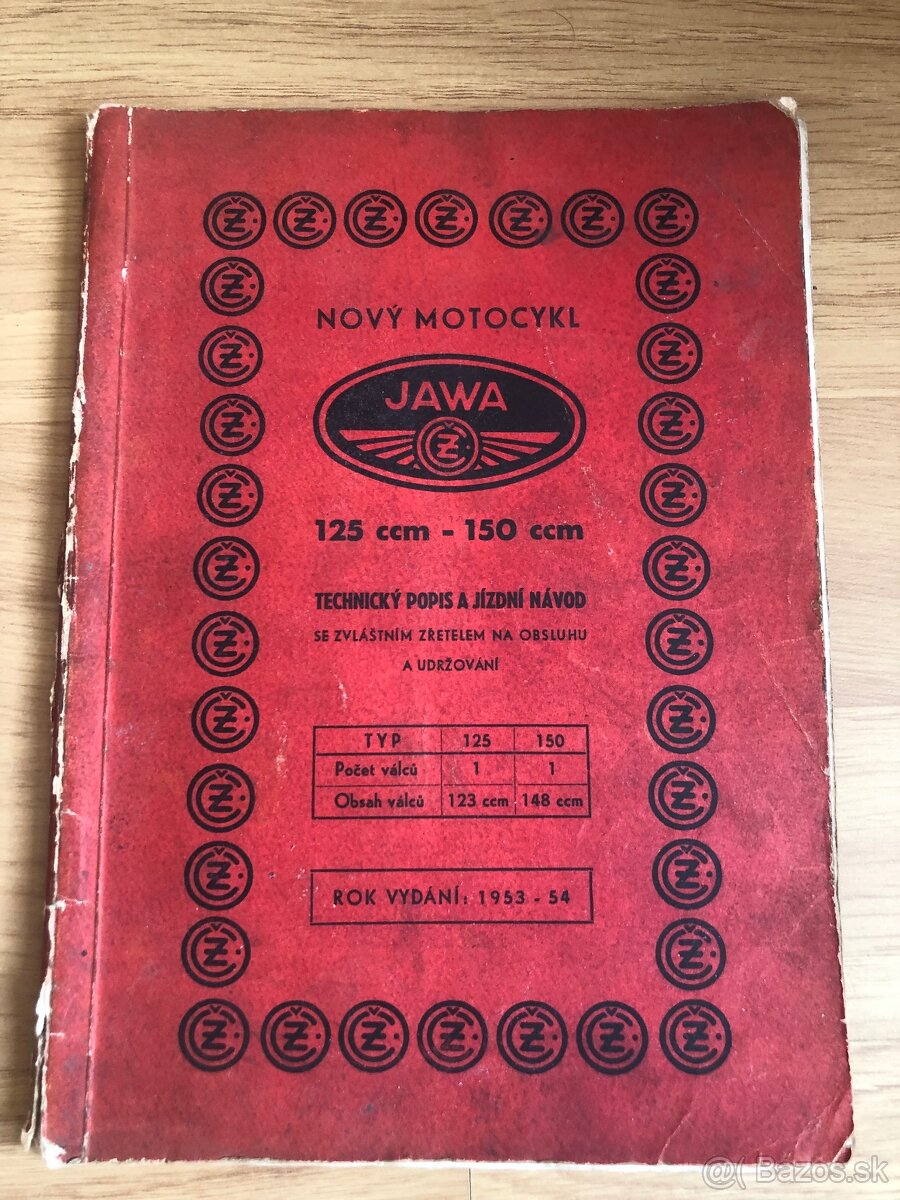 NOVÝ MOTOCYKL
JAWA
ČZ
125 ccm - 150 ccm
TECHNICKÝ POPIS A JÍZDNÍ NÁVOD
SE ZVLÁŠTNÍM ZŘETELEM NA OBSLUHU
A UDRŽOVÁNÍ
TYP 125 150
Počet válců 1 1
Obsah válců 123 ccm 148 ccm
ROK VYDÁNÍ: 1953 - 54
@( Bazos.sk